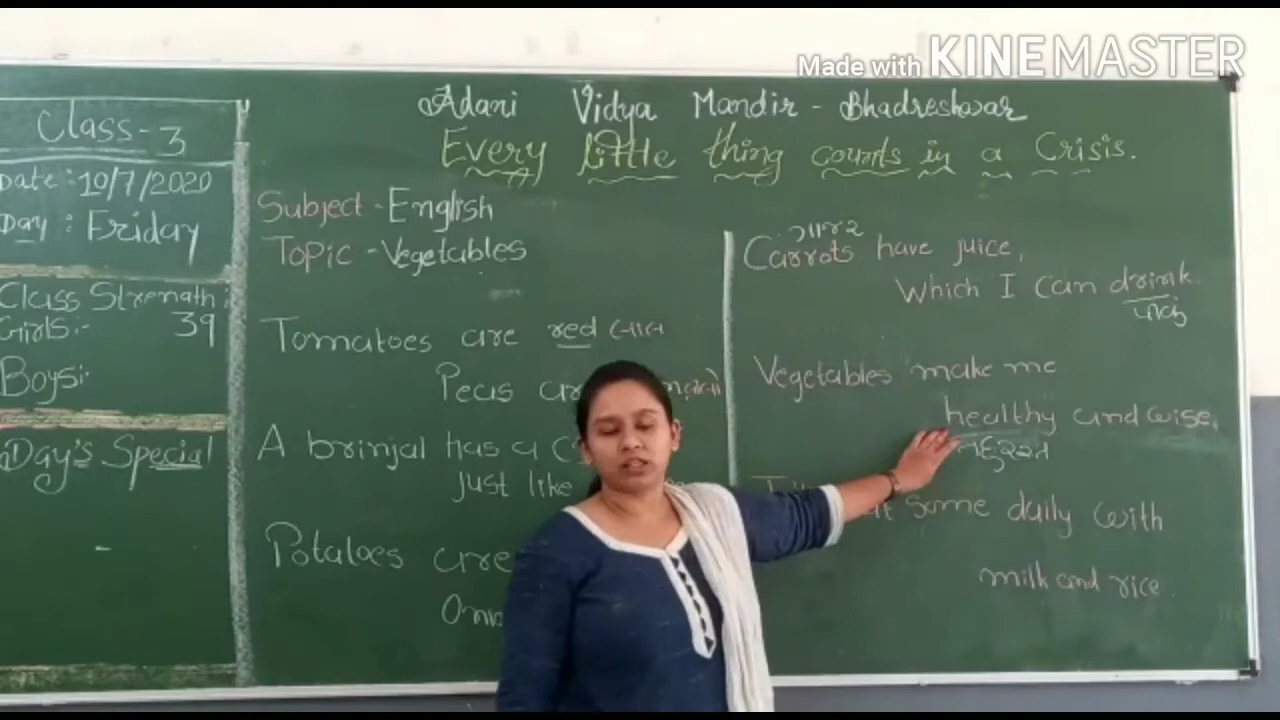 Made with KINEMASTER
Adani Vidya Mandir - Bhadreshwar
Every little thing counts in a Crisis.
Class-3
Date: 10/7/2020
Day: Friday
Class Strength:
Girls:- 39
Boys:-
Day's Special
-
Subject - English
Topic - Vegetables
Tomatoes are red લાલ
Peas are
A brinjal has a
just like
Potatoes are
ગાજર
Carrots have juice,
Which I can drink.
પીવું
Vegetables make me
healthy and wise,
તંદુરસ્ત
some daily with
milk and rice.